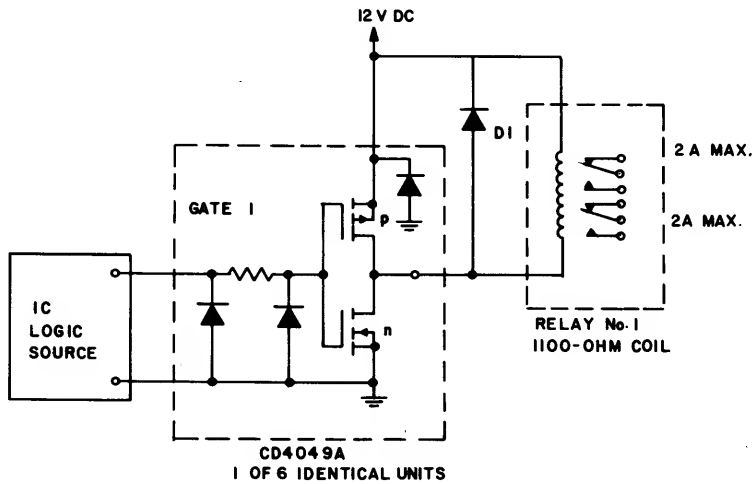 12 V DC
D1
2 A MAX.
GATE 1
p
2A MAX.
n
IC
LOGIC
SOURCE
RELAY No. 1
1100-OHM COIL
CD4049A
1 OF 6 IDENTICAL UNITS